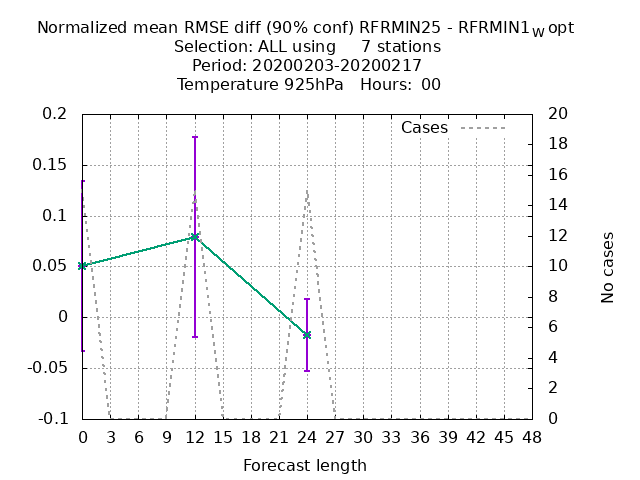 Normalized mean RMSE diff (90% conf) RFRMIN25 - RFRMIN1wopt
Selection: ALL using 7 stations
Period: 20200203-20200217
Temperature 925hPa Hours: 00
Cases
0.2
0.15
0.1
0.05
0
-0.05
-0.1
20
18
16
14
12
10
8
6
4
2
0
No cases
0 3 6 9 12 15 18 21 24 27 30 33 36 39 42 45 48
Forecast length